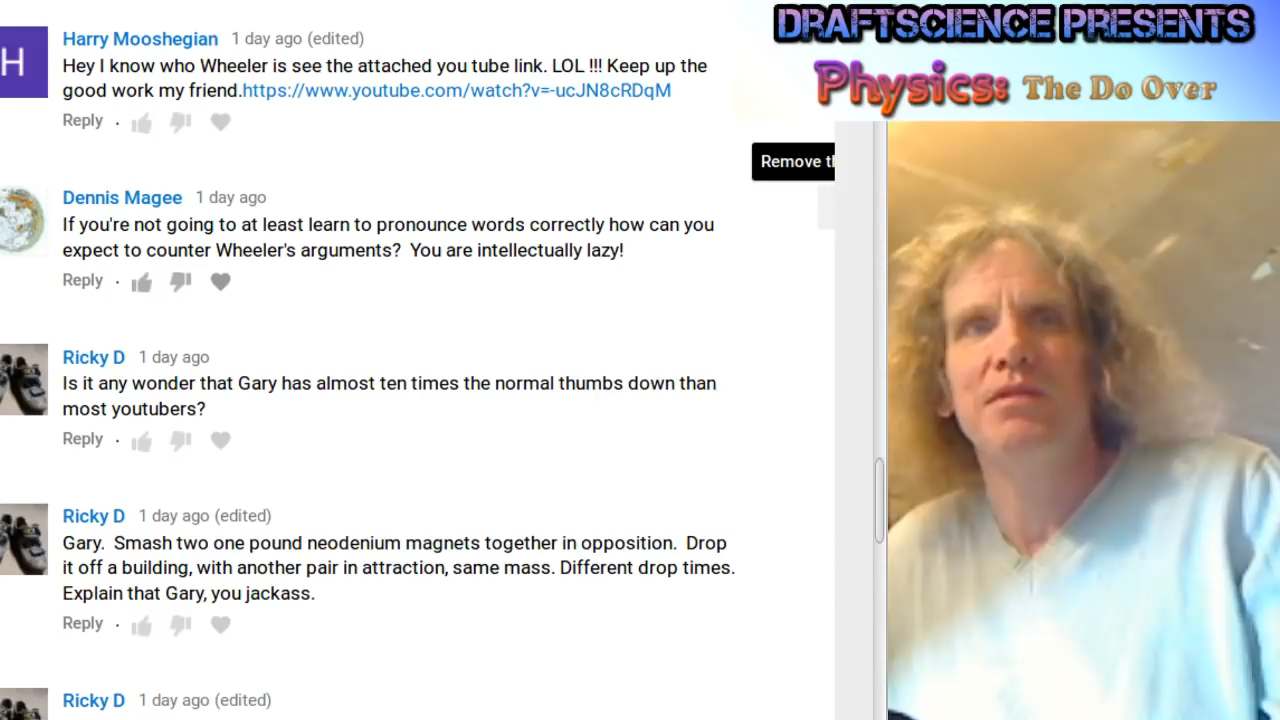 DRAFTSCIENCE PRESENTS
Physics: The Do Over
H
Harry Mooshegian 1 day ago (edited)
Hey I know who Wheeler is see the attached you tube link. LOL !!! Keep up the
good work my friend.https://www.youtube.com/watch?v=-ucJN8cRDqM
Reply
Remove t
Dennis Magee 1 day ago
If you're not going to at least learn to pronounce words correctly how can you
expect to counter Wheeler's arguments? You are intellectually lazy!
Reply
Ricky D 1 day ago
Is it any wonder that Gary has almost ten times the normal thumbs down than
most youtubers?
Reply
Ricky D 1 day ago (edited)
Gary. Smash two one pound neodenium magnets together in opposition. Drop
it off a building, with another pair in attraction, same mass. Different drop times.
Explain that Gary, you jackass.
Reply
Ricky D 1 day ago (edited)